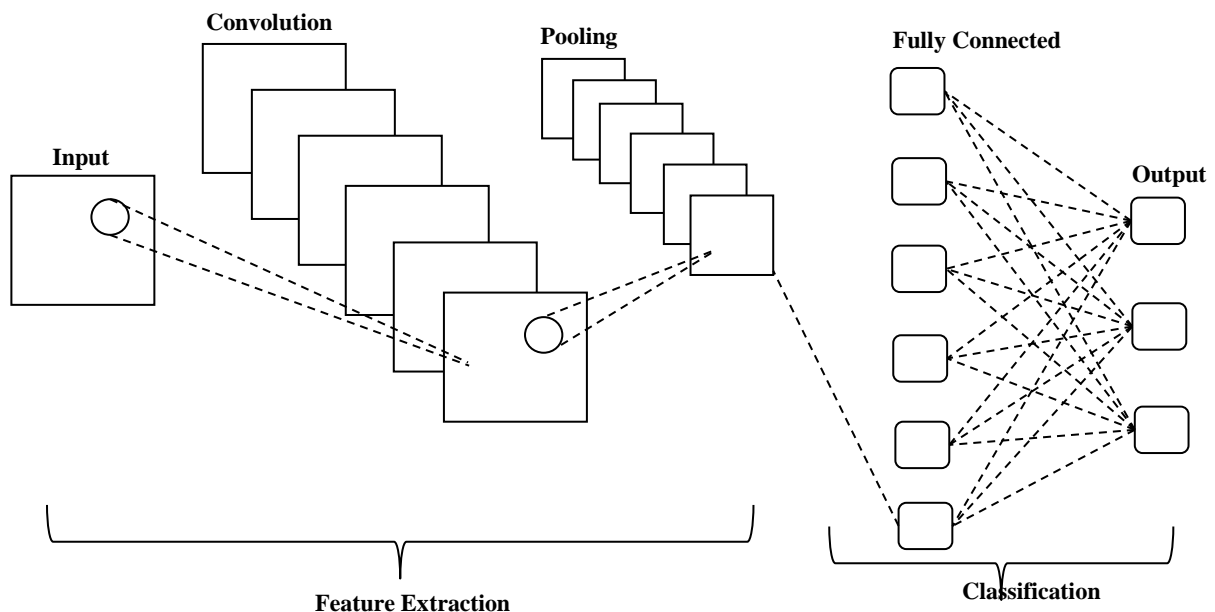 Convolution
Pooling
Fully Connected
Input
Output
Feature Extraction
Classification